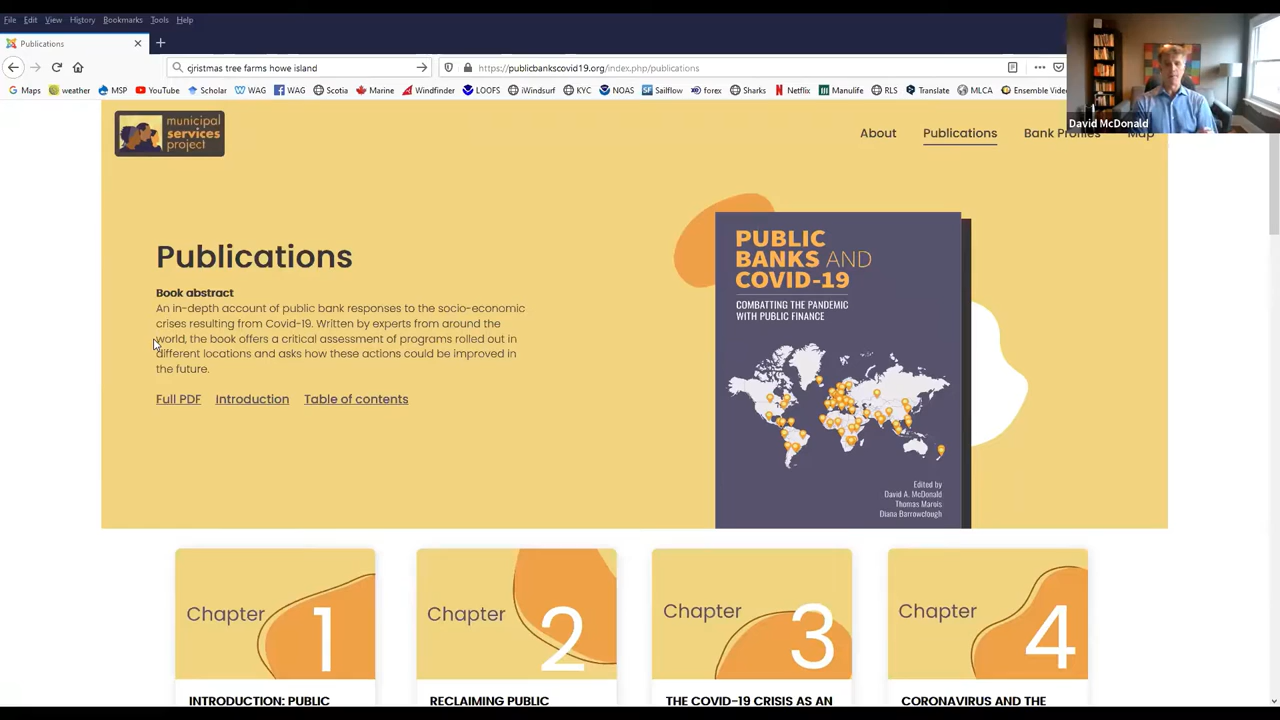 File Edit View History Bookmarks Tools Help
Publications
cjristmas tree farms howe island
https://publicbankscovid19.org/index.php/publications
Maps weather MSP YouTube Scholar WAG WAG Scotia Marine Windfinder LOOFS iWindsurf KYC NOAS Sailflow forex Sharks Netflix Manulife RLS Translate MLCA Ensemble Vide
David McDonald
municipal
services
project
About Publications Bank Profiles Map
Publications
Book abstract
An in-depth account of public bank responses to the socio-economic
crises resulting from Covid-19. Written by experts from around the
world, the book offers a critical assessment of programs rolled out in
different locations and asks how these actions could be improved in
the future.
Full PDF Introduction Table of contents
PUBLIC
BANKS AND
COVID-19
COMBATTING THE PANDEMIC
WITH PUBLIC FINANCE
Edited by
David A. McDonald
Thomas Marois
Diana Barrowclough
Chapter 1
Chapter 2
Chapter 3
Chapter 4
INTRODUCTION: PUBLIC
RECLAIMING PUBLIC
THE COVID-19 CRISIS AS AN
CORONAVIRUS AND THE